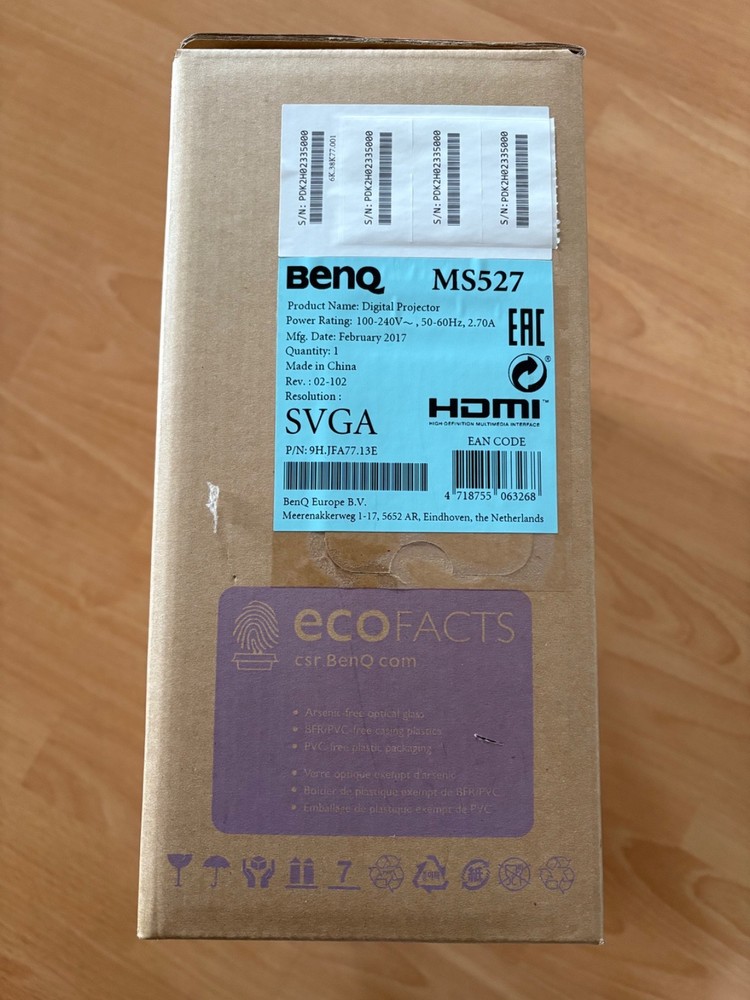 S/N: PDK2H02335000
6K.38K77.001
S/N: PDK2H02335000
S/N: PDK2H02335000
S/N: PDK2H02335000
BenQ MS527
Product Name: Digital Projector
Power Rating: 100-240V～, 50-60Hz, 2.70A
Mfg. Date: February 2017
Quantity: 1
Made in China
Rev. : 02-102
Resolution :
SVGA
P/N: 9H.JFA77.13E
EAC
®
HDMI™
HIGH-DEFINITION MULTIMEDIA INTERFACE
EAN CODE
4 718755 063268
BenQ Europe B.V.
Meerenakkerweg 1-17, 5652 AR, Eindhoven, the Netherlands
ecoFACTS
csr.BenQ.com
• Arsenic-free optical glass
• BFR/PVC-free casing plastics
• PVC-free plastic packaging
• Verre optique exempt d'arsenic
• Boitier de plastique exempt de BFR/PVC
• Emballage de plastique exempt de PVC
7
紙